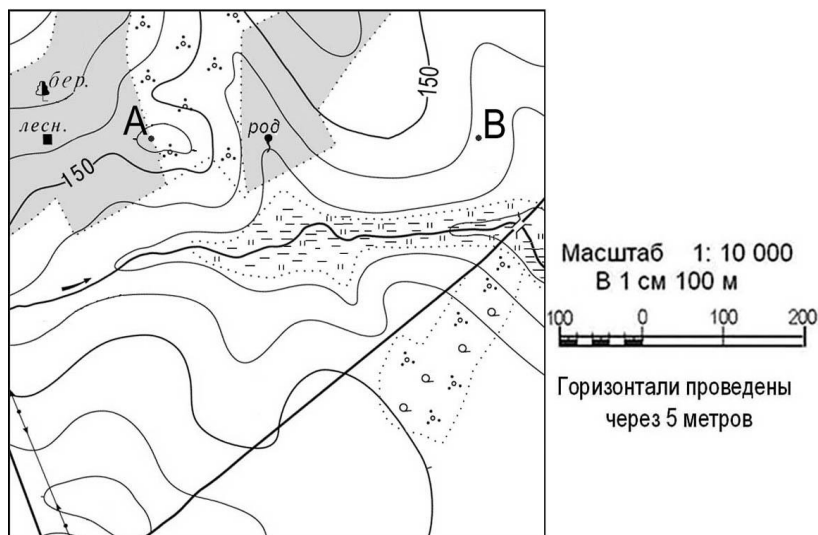 бер.
лесн.
А
род
150
В
150
Масштаб 1: 10 000
В 1 см 100 м
100 0 100 200
Горизонтали проведены
через 5 метров